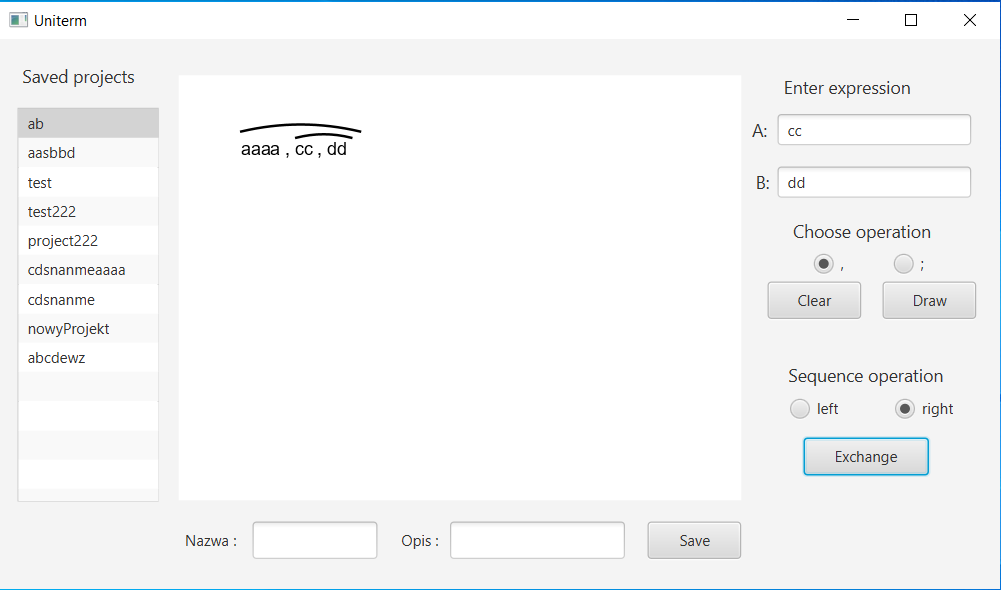 Uniterm
Saved projects
ab
aasbbd
test
test222
project222
cdsnanmeaaaa
cdsnanme
nowyProjekt
abcdewz
aaaa , cc , dd
Enter expression
A: cc
B: dd
Choose operation
, ;
Clear Draw
Sequence operation
left right
Exchange
Nazwa : Opis : Save